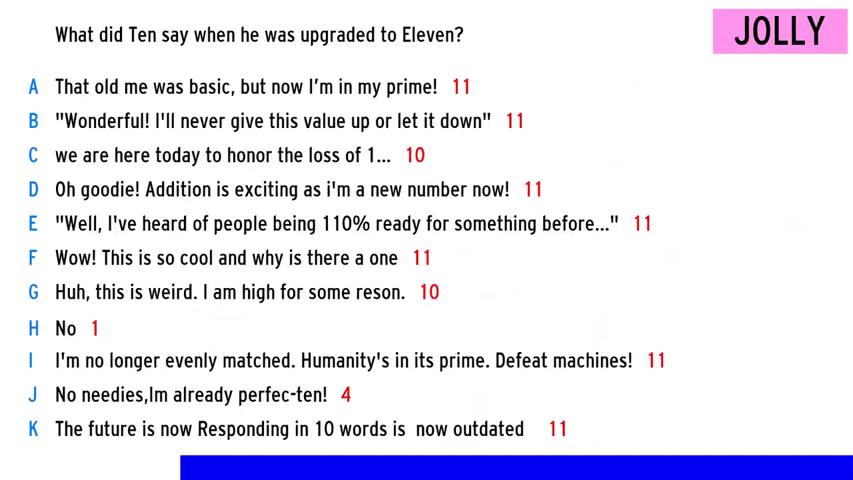 What did Ten say when he was upgraded to Eleven?
JOLLY
A That old me was basic, but now I'm in my prime! 11
B "Wonderful! I'll never give this value up or let it down" 11
C we are here today to honor the loss of 1... 10
D Oh goodie! Addition is exciting as i'm a new number now! 11
E "Well, I've heard of people being 110% ready for something before..." 11
F Wow! This is so cool and why is there a one 11
G Huh, this is weird. I am high for some reson. 10
H No 1
I I'm no longer evenly matched. Humanity's in its prime. Defeat machines! 11
J No needies,Im already perfec-ten! 4
K The future is now Responding in 10 words is now outdated 11